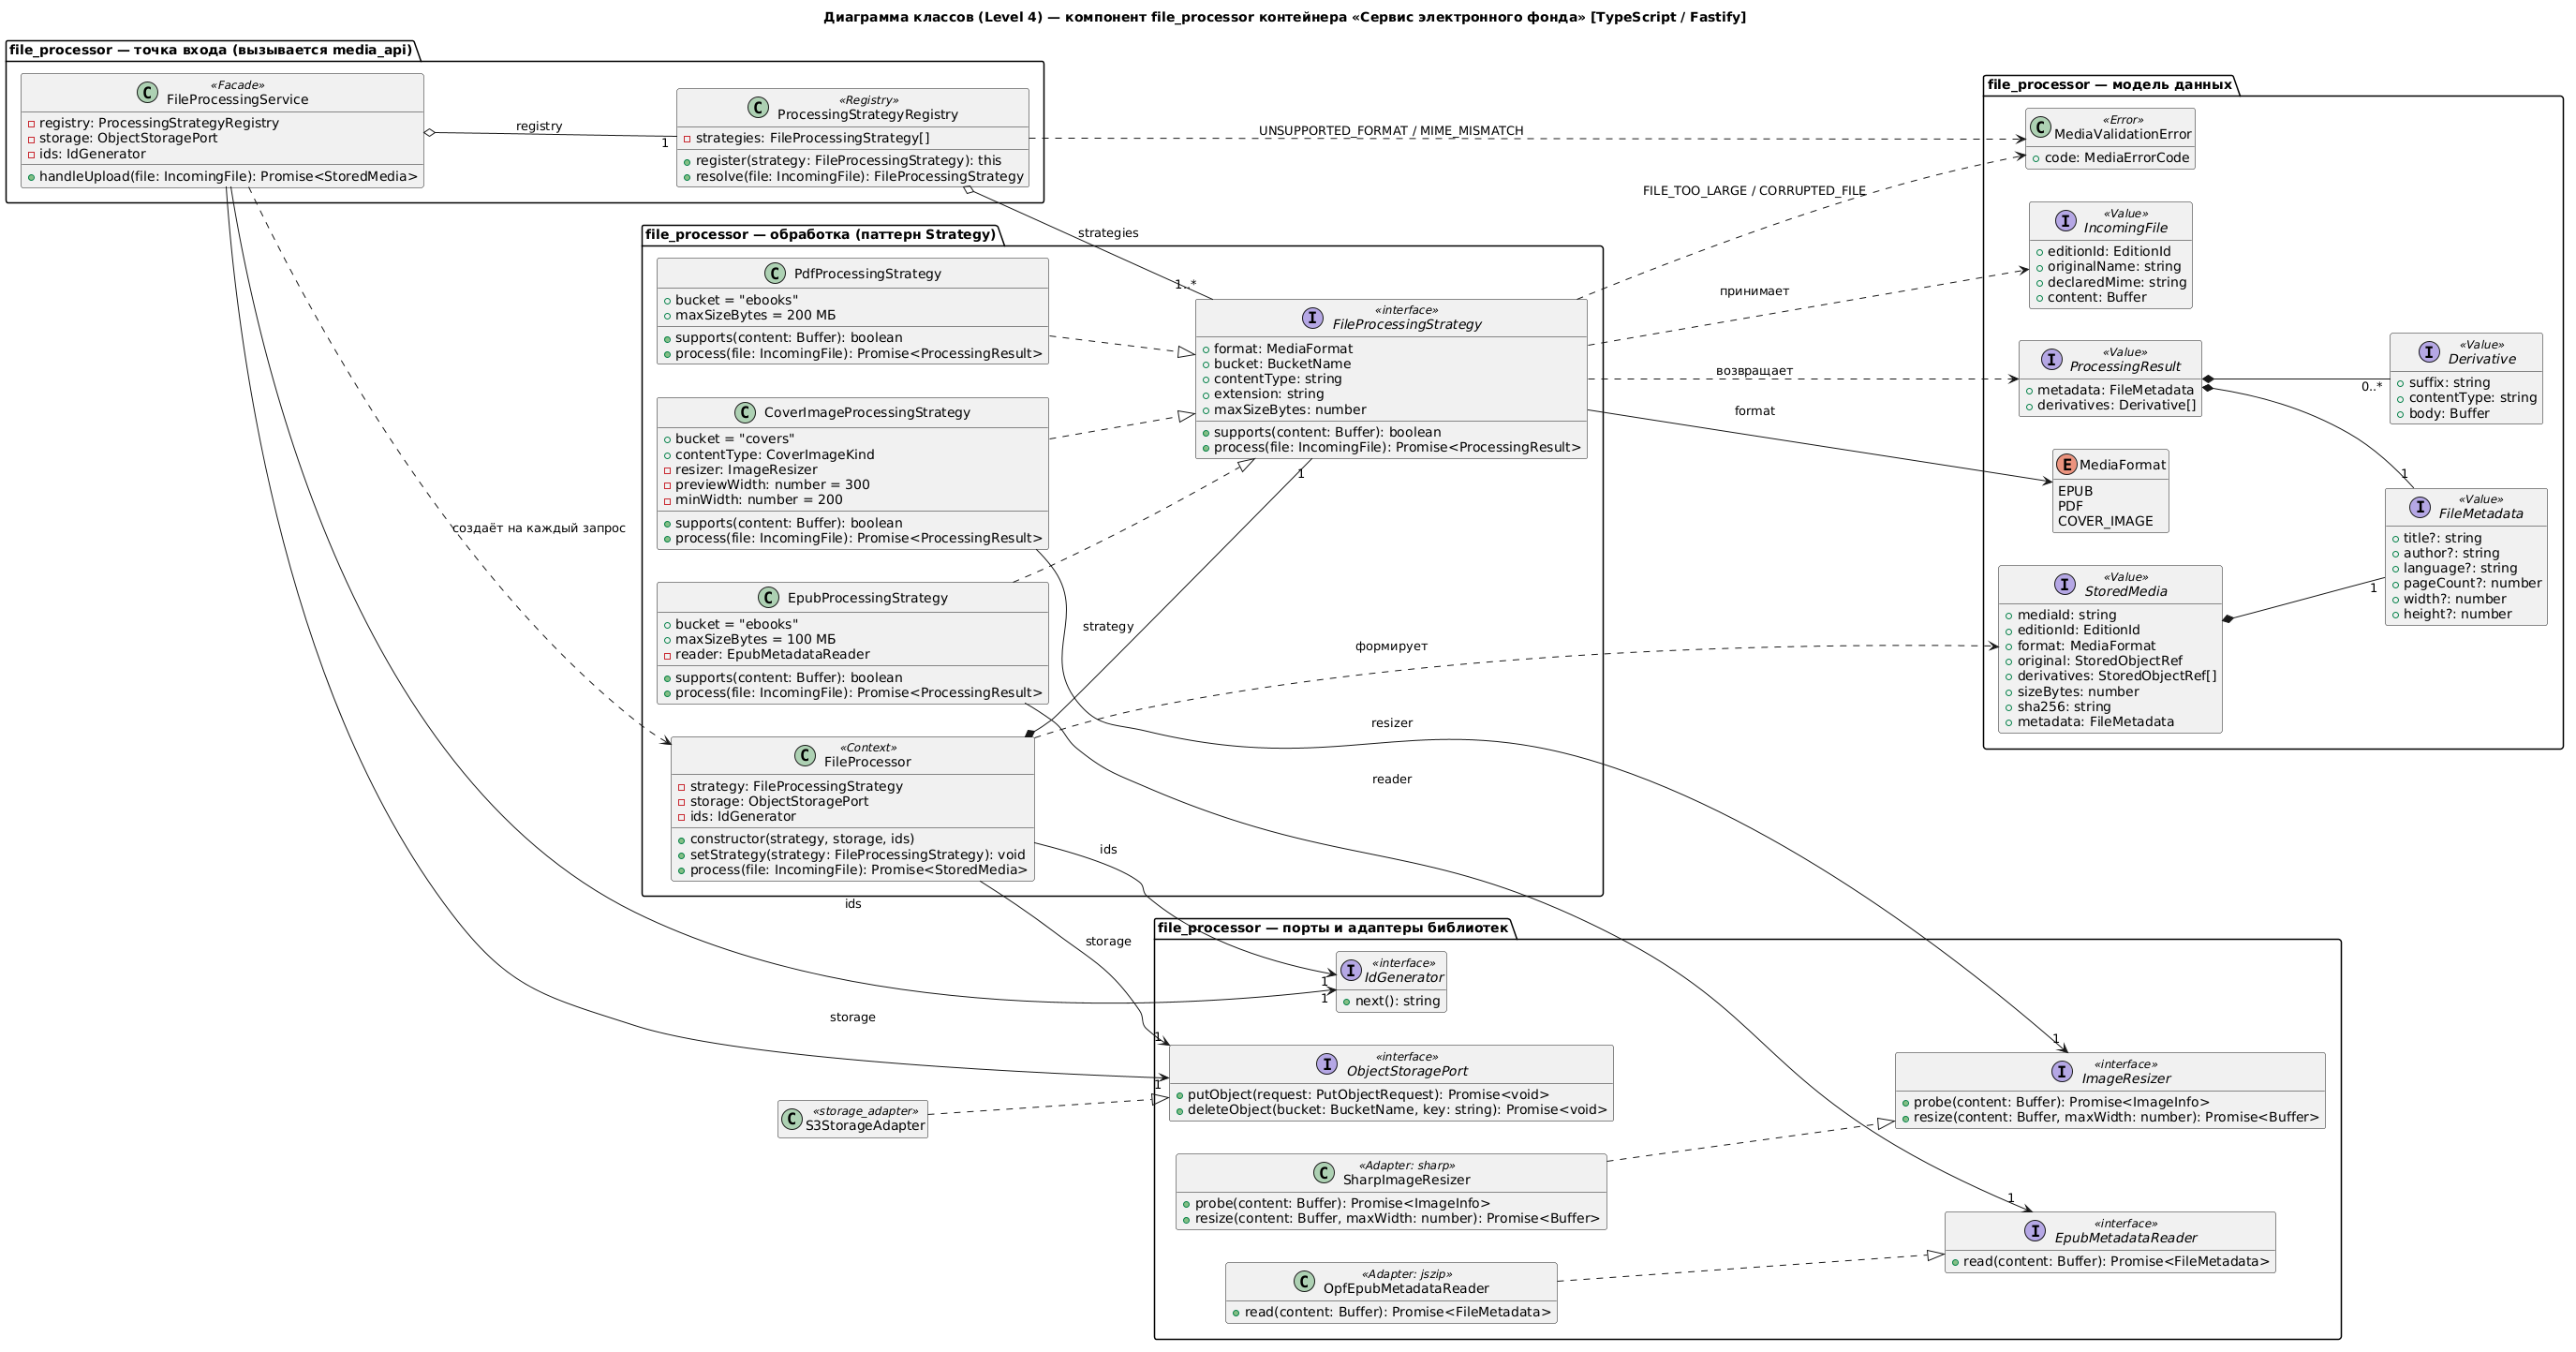 Диаграмма классов (Level 4) — компонент file_processor контейнера «Сервис электронного фонда» [TypeScript / Fastify]
file_processor — точка входа (вызывается media_api)
C
«Facade»
FileProcessingService
registry: ProcessingStrategyRegistry
storage: ObjectStoragePort
ids: IdGenerator
handleUpload(file: IncomingFile): Promise<StoredMedia>
registry
1
C
«Registry»
ProcessingStrategyRegistry
strategies: FileProcessingStrategy[]
register(strategy: FileProcessingStrategy): this
resolve(file: IncomingFile): FileProcessingStrategy
UNSUPPORTED_FORMAT / MIME_MISMATCH
FILE_TOO_LARGE / CORRUPTED_FILE
strategies
1..*
принимает
возвращает
format
создаёт на каждый запрос
file_processor — обработка (паттерн Strategy)
C
PdfProcessingStrategy
bucket = "ebooks"
maxSizeBytes = 200 МБ
supports(content: Buffer): boolean
process(file: IncomingFile): Promise<ProcessingResult>
C
CoverImageProcessingStrategy
bucket = "covers"
contentType: CoverImageKind
resizer: ImageResizer
previewWidth: number = 300
minWidth: number = 200
supports(content: Buffer): boolean
process(file: IncomingFile): Promise<ProcessingResult>
C
EpubProcessingStrategy
bucket = "ebooks"
maxSizeBytes = 100 МБ
reader: EpubMetadataReader
supports(content: Buffer): boolean
process(file: IncomingFile): Promise<ProcessingResult>
C
«Context»
FileProcessor
strategy: FileProcessingStrategy
storage: ObjectStoragePort
ids: IdGenerator
constructor(strategy, storage, ids)
setStrategy(strategy: FileProcessingStrategy): void
process(file: IncomingFile): Promise<StoredMedia>
I
«interface»
FileProcessingStrategy
format: MediaFormat
bucket: BucketName
contentType: string
extension: string
maxSizeBytes: number
supports(content: Buffer): boolean
process(file: IncomingFile): Promise<ProcessingResult>
1
strategy
формирует
resizer
reader
ids
storage
ids
storage
file_processor — модель данных
C
«Error»
MediaValidationError
code: MediaErrorCode
I
«Value»
IncomingFile
editionId: EditionId
originalName: string
declaredMime: string
content: Buffer
I
«Value»
ProcessingResult
metadata: FileMetadata
derivatives: Derivative[]
0..*
I
«Value»
Derivative
suffix: string
contentType: string
body: Buffer
E
MediaFormat
EPUB
PDF
COVER_IMAGE
1
I
«Value»
FileMetadata
title?: string
author?: string
language?: string
pageCount?: number
width?: number
height?: number
I
«Value»
StoredMedia
mediaId: string
editionId: EditionId
format: MediaFormat
original: StoredObjectRef
derivatives: StoredObjectRef[]
sizeBytes: number
sha256: string
metadata: FileMetadata
1
file_processor — порты и адаптеры библиотек
I
«interface»
IdGenerator
next(): string
1
1
I
«interface»
ObjectStoragePort
putObject(request: PutObjectRequest): Promise<void>
deleteObject(bucket: BucketName, key: string): Promise<void>
1
1
C
«storage_adapter»
S3StorageAdapter
1
I
«interface»
ImageResizer
probe(content: Buffer): Promise<ImageInfo>
resize(content: Buffer, maxWidth: number): Promise<Buffer>
C
«Adapter: sharp»
SharpImageResizer
probe(content: Buffer): Promise<ImageInfo>
resize(content: Buffer, maxWidth: number): Promise<Buffer>
1
I
«interface»
EpubMetadataReader
read(content: Buffer): Promise<FileMetadata>
C
«Adapter: jszip»
OpfEpubMetadataReader
read(content: Buffer): Promise<FileMetadata>